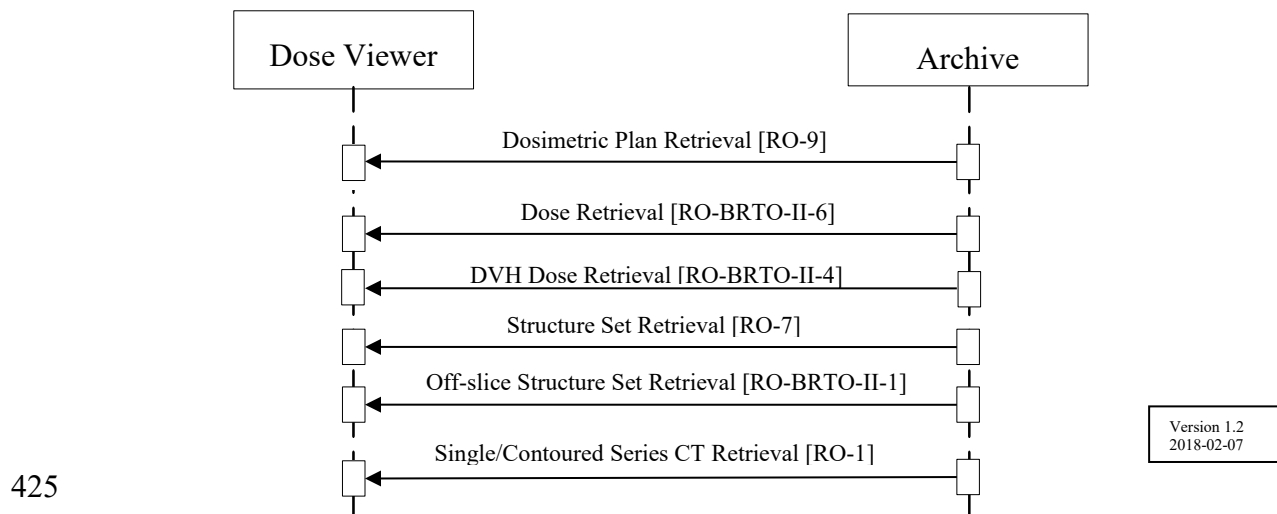 Dose Viewer
Archive
Dosimetric Plan Retrieval [RO-9]
Dose Retrieval [RO-BRTO-II-6]
DVH Dose Retrieval [RO-BRTO-II-4]
Structure Set Retrieval [RO-7]
Off-slice Structure Set Retrieval [RO-BRTO-II-1]
Single/Contoured Series CT Retrieval [RO-1]
Version 1.2
2018-02-07
425